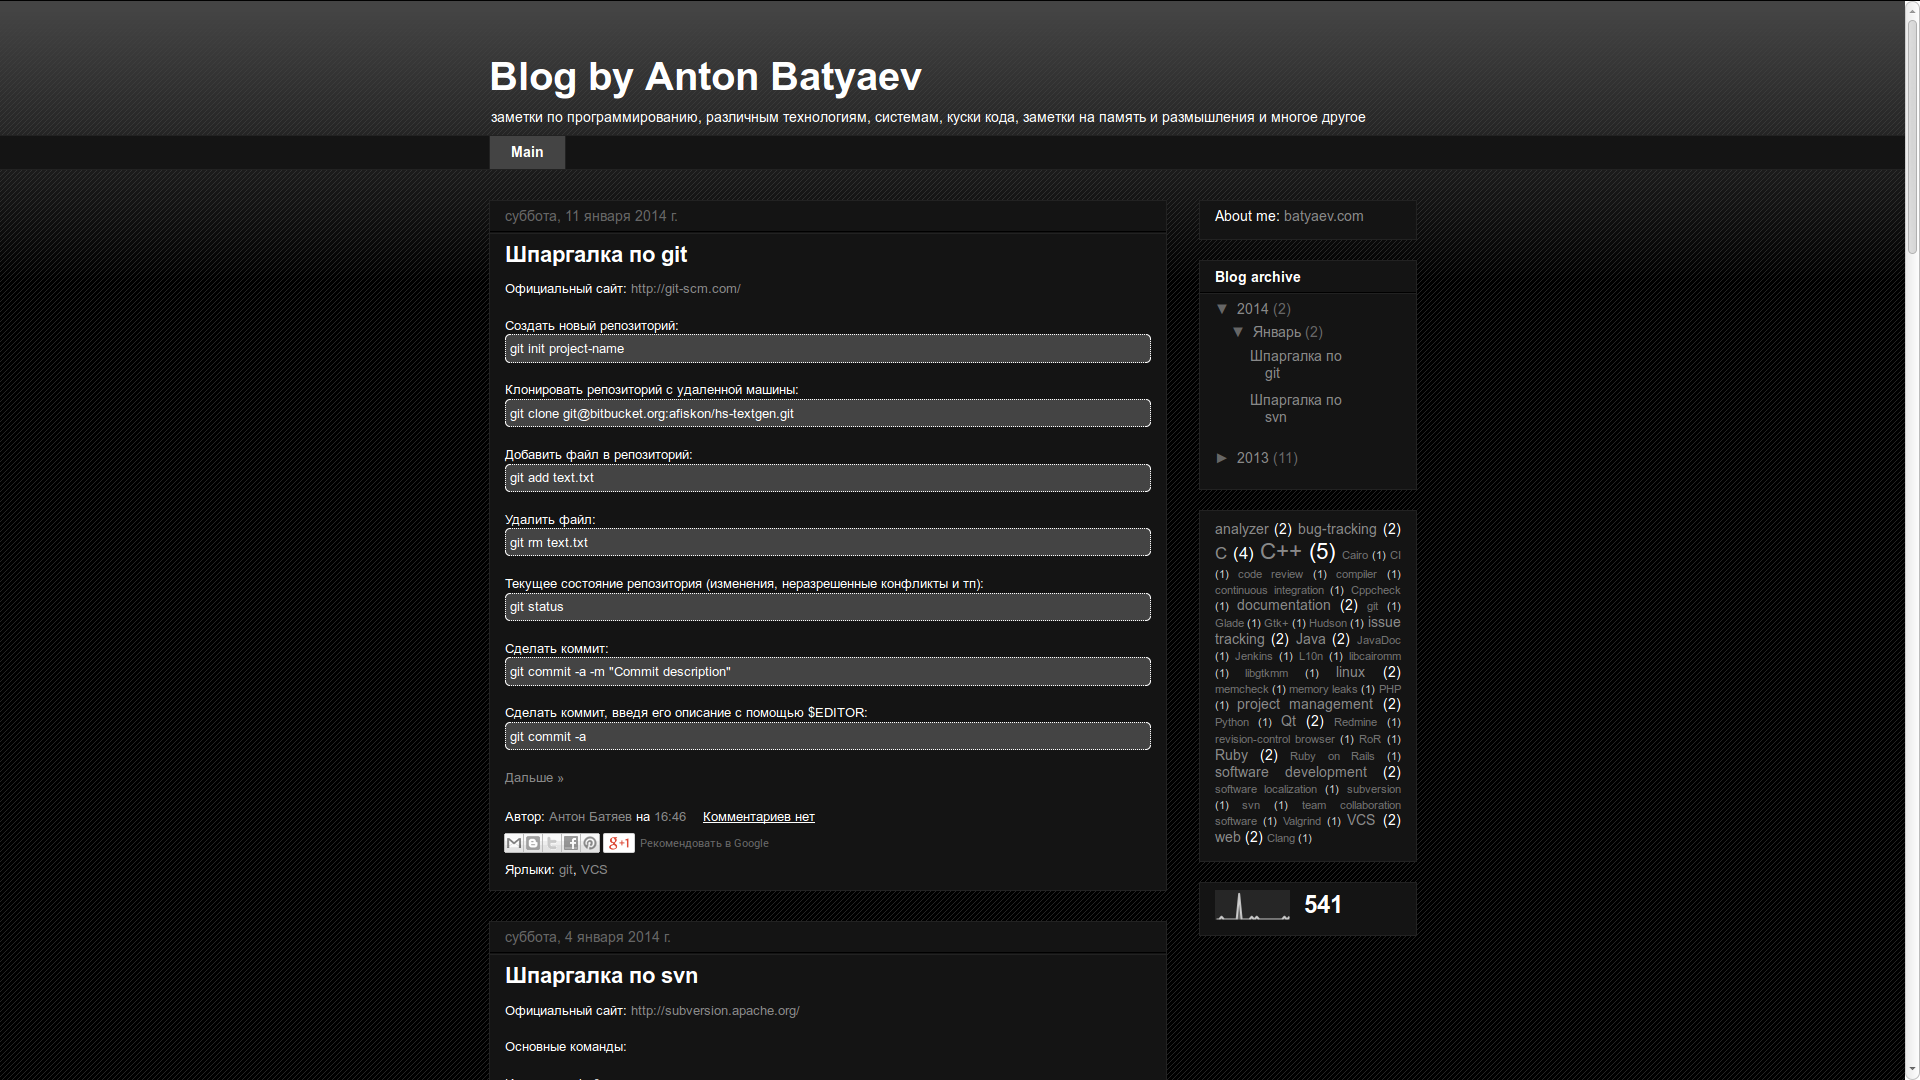 Blog by Anton Batyaev
заметки по программированию, различным технологиям, системам, куски кода, заметки на память и размышления и многое другое
Main
суббота, 11 января 2014 г.
Шпаргалка по git
Официальный сайт: http://git-scm.com/
Создать новый репозиторий:
git init project-name
Клонировать репозиторий с удаленной машины:
git clone git@bitbucket.org:afiskon/hs-textgen.git
Добавить файл в репозиторий:
git add text.txt
Удалить файл:
git rm text.txt
Текущее состояние репозитория (изменения, неразрешенные конфликты и тп):
git status
Сделать коммит:
git commit -a -m "Commit description"
Сделать коммит, введя его описание с помощью $EDITOR:
git commit -a
Дальше »
Автор: Антон Батяев на 16:46 Комментариев нет
g+1 Рекомендовать в Google
Ярлыки: git, VCS
суббота, 4 января 2014 г.
Шпаргалка по svn
Официальный сайт: http://subversion.apache.org/
Основные команды:
About me: batyaev.com
Blog archive
▼ 2014 (2)
▼ Январь (2)
Шпаргалка по
git
Шпаргалка по
svn
► 2013 (11)
analyzer (2) bug-tracking (2)
C (4) C++ (5) Cairo (1) CI
(1) code review (1) compiler (1)
continuous integration (1) Cppcheck
(1) documentation (2) git (1)
Glade (1) Gtk+ (1) Hudson (1) issue
tracking (2) Java (2) JavaDoc
(1) Jenkins (1) L10n (1) libcairomm
(1) libgtkmm (1) linux (2)
memcheck (1) memory leaks (1) PHP
(1) project management (2)
Python (1) Qt (2) Redmine (1)
revision-control browser (1) RoR (1)
Ruby (2) Ruby on Rails (1)
software development (2)
software localization (1) subversion
(1) svn (1) team collaboration
software (1) Valgrind (1) VCS (2)
web (2) Clang (1)
541